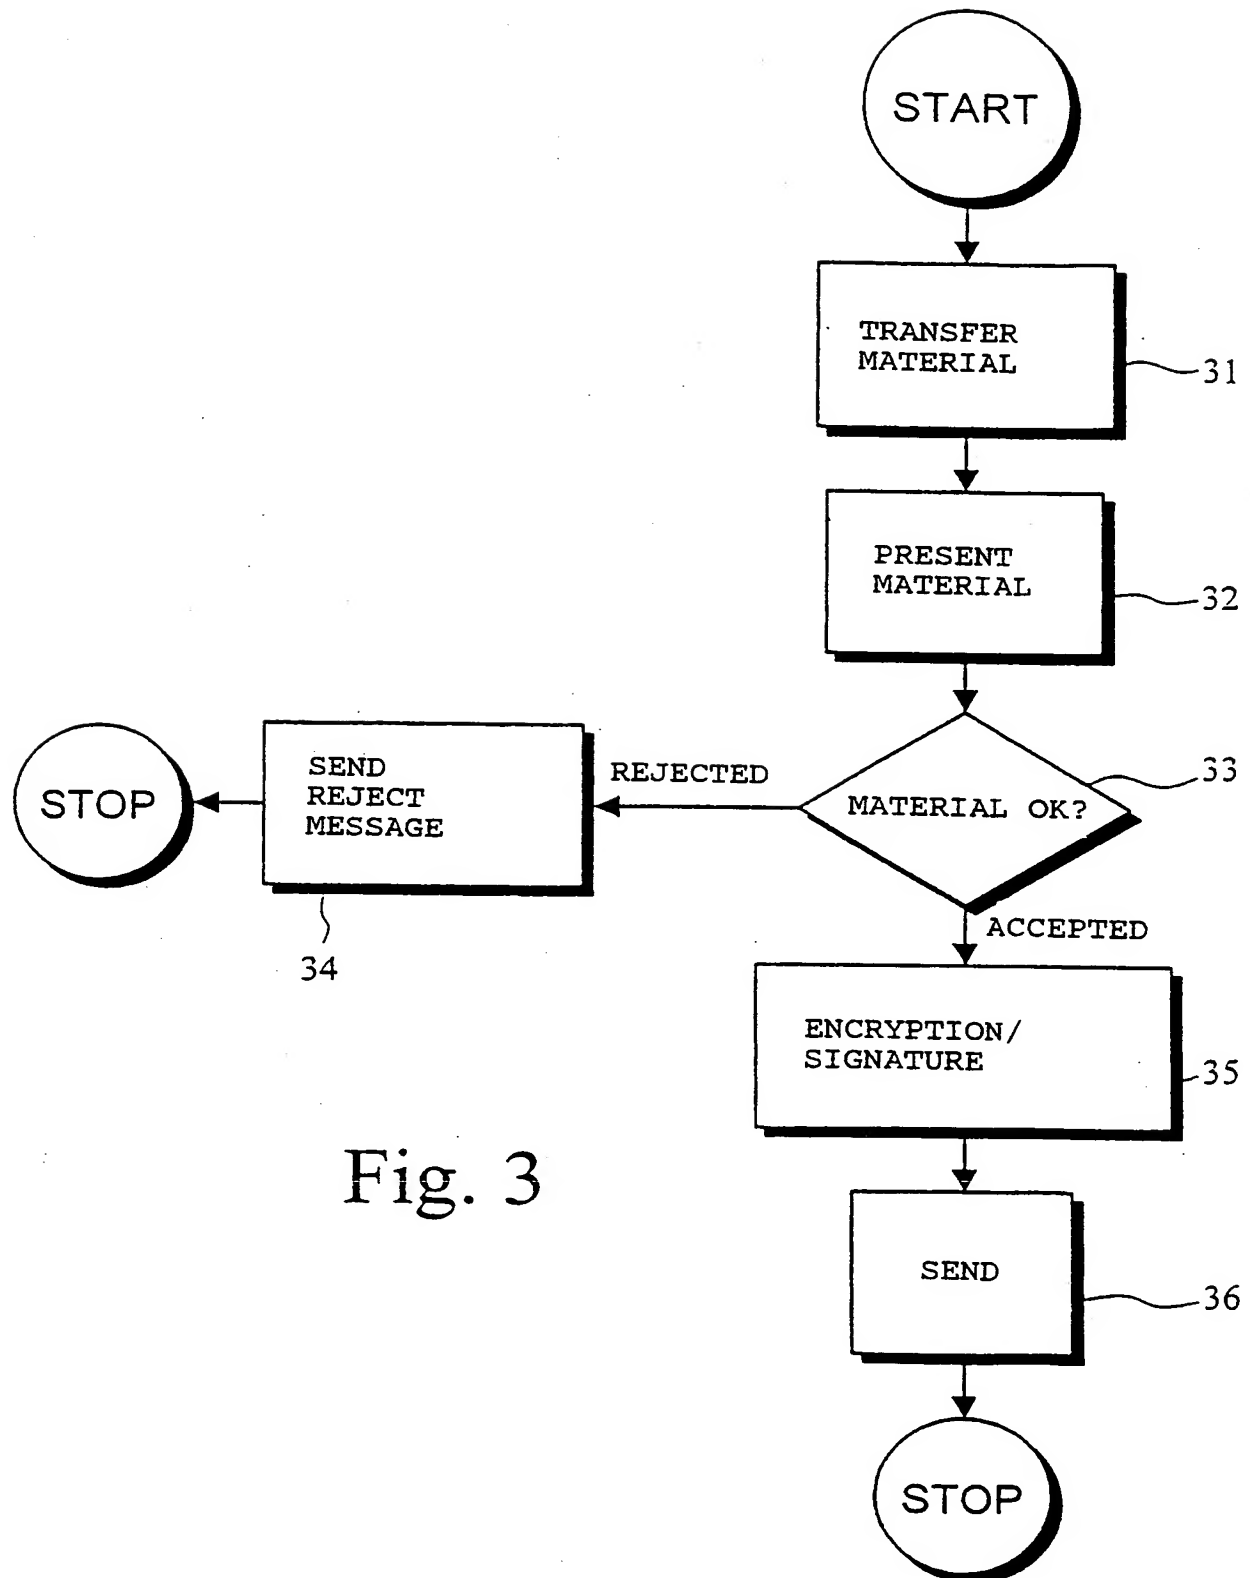 START
TRANSFER
MATERIAL
31
PRESENT
MATERIAL
32
33
MATERIAL OK?
REJECTED
SEND
REJECT
MESSAGE
34
STOP
ACCEPTED
ENCRYPTION/
SIGNATURE
35
SEND
36
STOP
Fig. 3